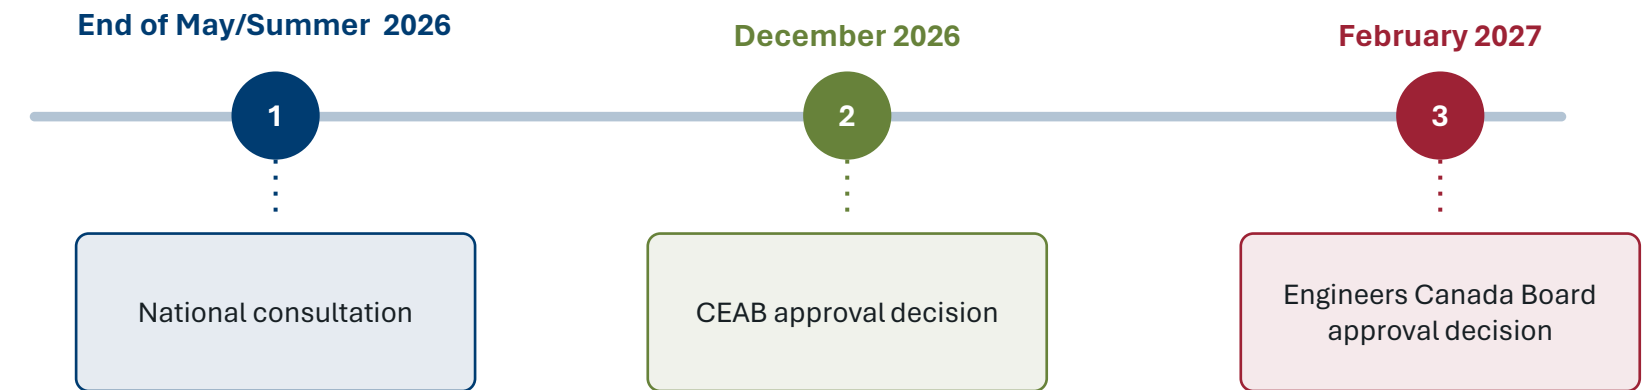 End of May/Summer  2026
December 2026
February 2027
1
2
3
National consultation
CEAB approval decision
Engineers Canada Board
approval decision